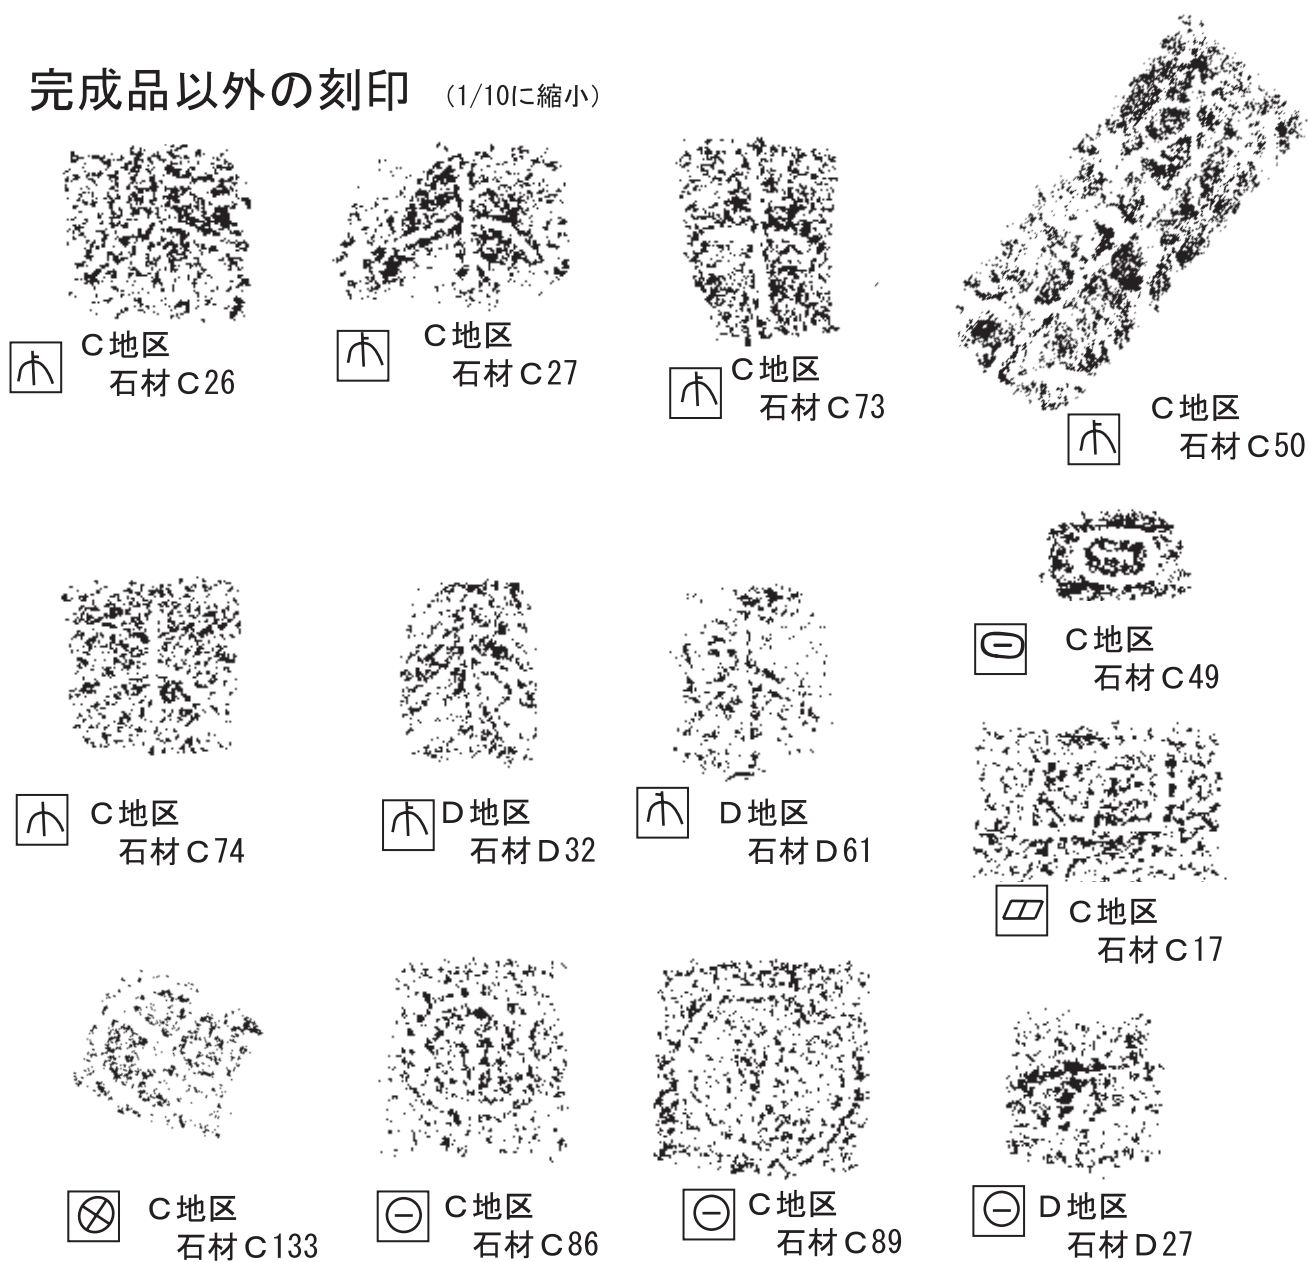 完成品以外の刻印 (1/10に縮小)
C地区
石材C26
C地区
石材C27
C地区
石材C73
C地区
石材C50
C地区
石材C49
C地区
石材C74
D地区
石材D32
D地区
石材D61
C地区
石材C17
C地区
石材C133
C地区
石材C86
C地区
石材C89
D地区
石材D27